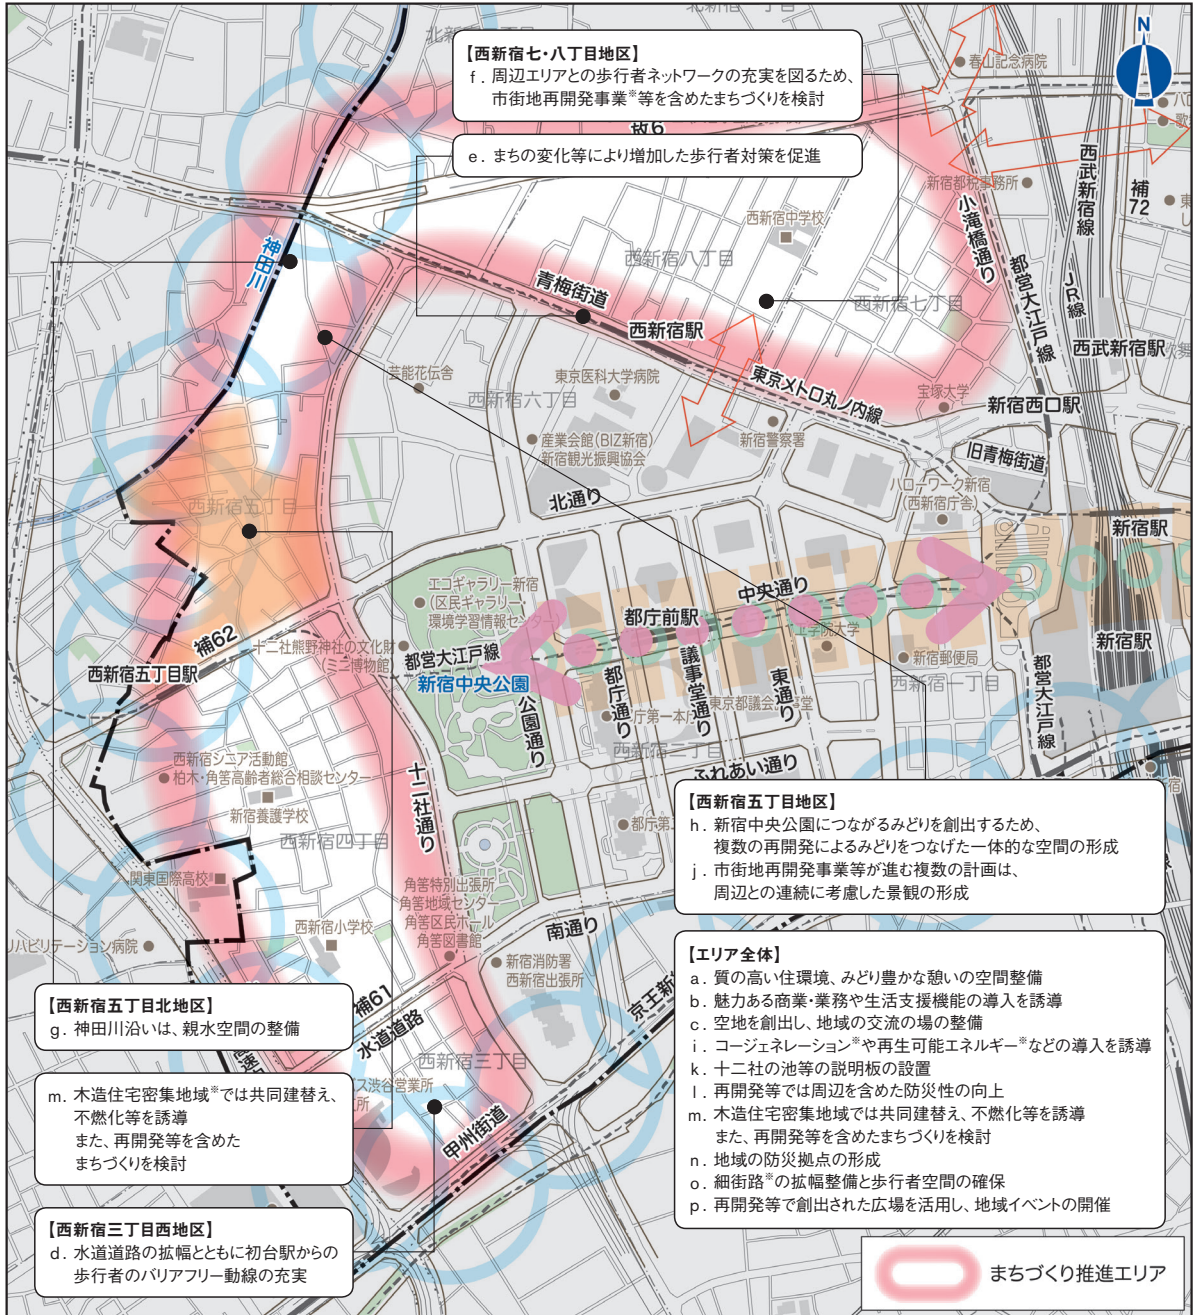 北新宿一丁目
N
春山記念病院
【西新宿七・八丁目地区】
f. 周辺エリアとの歩行者ネットワークの充実を図るため、
市街地再開発事業※等を含めたまちづくりを検討
e. まちの変化等により増加した歩行者対策を促進
放6
新宿都税事務所
小滝橋通り
西武新宿線
補72
都営大江戸線
JR線
西新宿中学校
西新宿八丁目
西新宿七丁目
神田川
青梅街道
西新宿駅
西武新宿駅
芸能花伝舎
東京医科大学病院
西新宿六丁目
東京メトロ丸ノ内線
宝塚大学
新宿西口駅
産業会館(BIZ新宿)
新宿観光振興協会
新宿警察署
旧青梅街道
ハローワーク新宿
(西新宿庁舎)
北通り
西新宿五丁目
新宿駅
エコギャラリー新宿
(区民ギャラリー・
環境学習情報センター)
中央通り
都庁前駅
工学院大学
補62
十二社熊野神社の文化財
(ミニ博物館)
都営大江戸線
新宿中央公園
西新宿五丁目駅
公園通り
都庁通り
議事堂通り
東通り
新宿郵便局
新宿駅
都営大江戸線
西新宿一丁目
東京都議会議事堂
西新宿二丁目
ふれあい通り
西新宿シニア活動館
柏木・角筈高齢者総合相談センター
新宿養護学校
十二社通り
西新宿四丁目
関東国際高校
角筈特別出張所
角筈地域センター
角筈区民ホール
角筈図書館
西新宿小学校
リハビリテーション病院
南通り
新宿消防署
西新宿出張所
【西新宿五丁目地区】
h. 新宿中央公園につながるみどりを創出するため、
複数の再開発によるみどりをつなげた一体的な空間の形成
j. 市街地再開発事業等が進む複数の計画は、
周辺との連続に考慮した景観の形成
【エリア全体】
a. 質の高い住環境、みどり豊かな憩いの空間整備
b. 魅力ある商業・業務や生活支援機能の導入を誘導
c. 空地を創出し、地域の交流の場の整備
i. コージェネレーション※や再生可能エネルギー※などの導入を誘導
k. 十二社の池等の説明板の設置
l. 再開発等では周辺を含めた防災性の向上
m. 木造住宅密集地域では共同建替え、不燃化等を誘導
また、再開発等を含めたまちづくりを検討
n. 地域の防災拠点の形成
o. 細街路※の拡幅整備と歩行者空間の確保
p. 再開発等で創出された広場を活用し、地域イベントの開催
【西新宿五丁目北地区】
g. 神田川沿いは、親水空間の整備
補61
水道道路
西新宿三丁目
甲州街道
m. 木造住宅密集地域※では共同建替え、
不燃化等を誘導
また、再開発等を含めた
まちづくりを検討
【西新宿三丁目西地区】
d. 水道道路の拡幅とともに初台駅からの
歩行者のバリアフリー動線の充実
まちづくり推進エリア